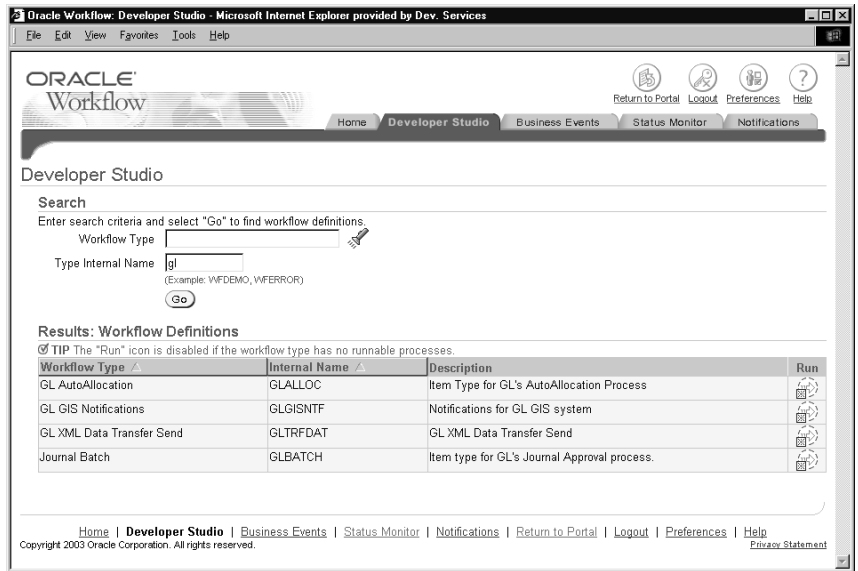 Oracle Workflow: Developer Studio - Microsoft Internet Explorer provided by Dev. Services
File Edit View Favorites Tools Help
ORACLE
Workflow
Return to Portal Logout Preferences Help
Home Developer Studio Business Events Status Monitor Notifications
Developer Studio
Search
Enter search criteria and select "Go" to find workflow definitions.
Workflow Type
Type Internal Name gl
(Example: WFDEMO, WFERROR)
Go
Results: Workflow Definitions
TIP The "Run" icon is disabled if the workflow type has no runnable processes.
Workflow Type Internal Name Description Run
GL AutoAllocation GLALLOC Item Type for GL's AutoAllocation Process
GL GIS Notifications GLGISNTF Notifications for GL GIS system
GL XML Data Transfer Send GLTRFDAT GL XML Data Transfer Send
Journal Batch GLBATCH Item type for GL's Journal Approval process.
Home | Developer Studio | Business Events | Status Monitor | Notifications | Return to Portal | Logout | Preferences | Help
Copyright 2003 Oracle Corporation. All rights reserved. Privacy Statement